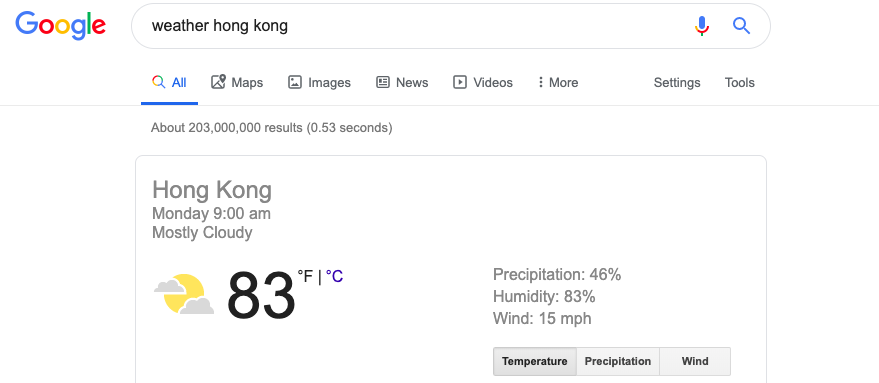 Google weather hong kong
All Maps Images News Videos More Settings Tools
About 203,000,000 results (0.53 seconds)
Hong Kong
Monday 9:00 am
Mostly Cloudy
83 °F | °C
Precipitation: 46%
Humidity: 83%
Wind: 15 mph
Temperature Precipitation Wind